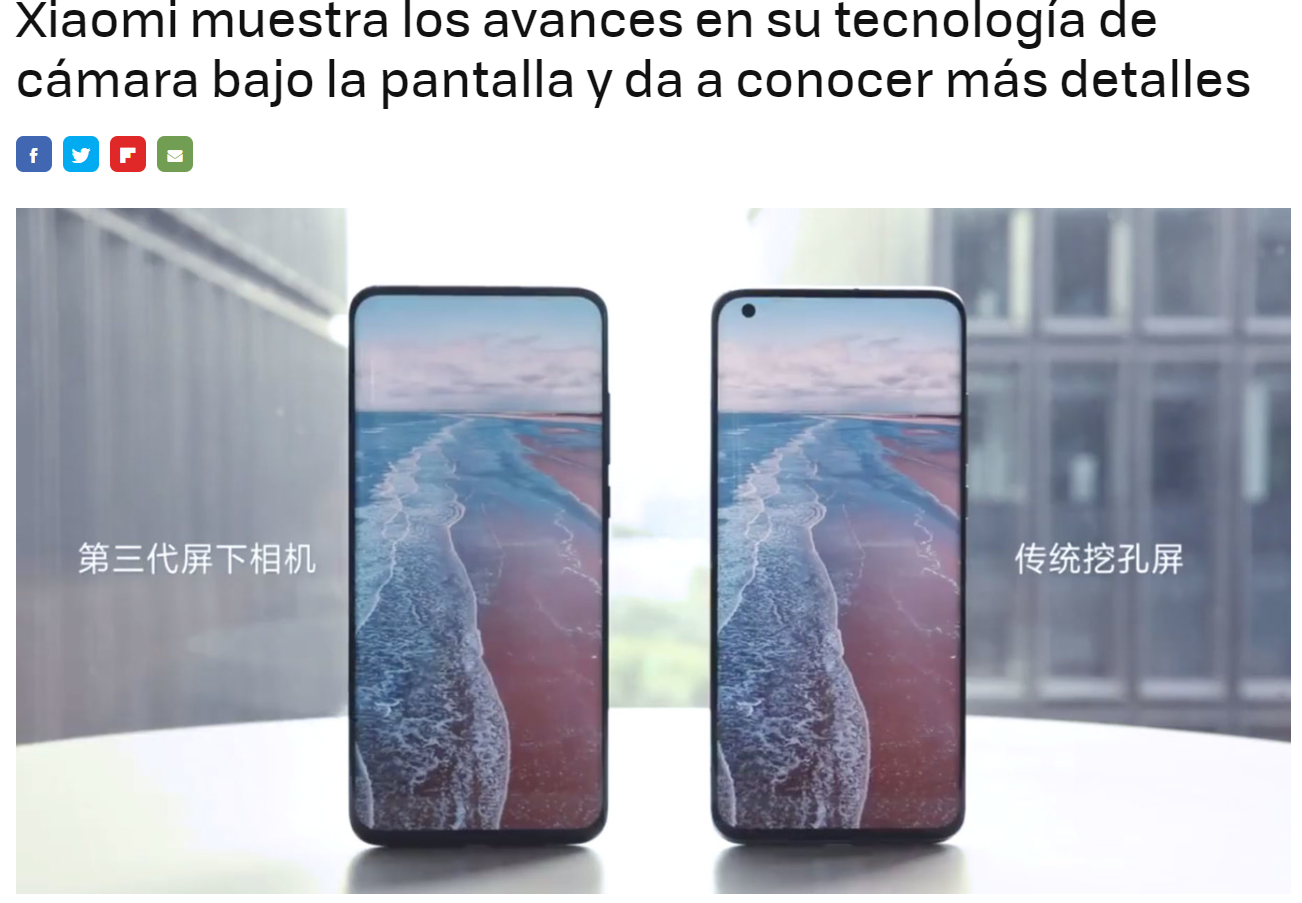 Xiaomi muestra los avances en su tecnología de
cámara bajo la pantalla y da a conocer más detalles
第三代屏下相机
传统挖孔屏